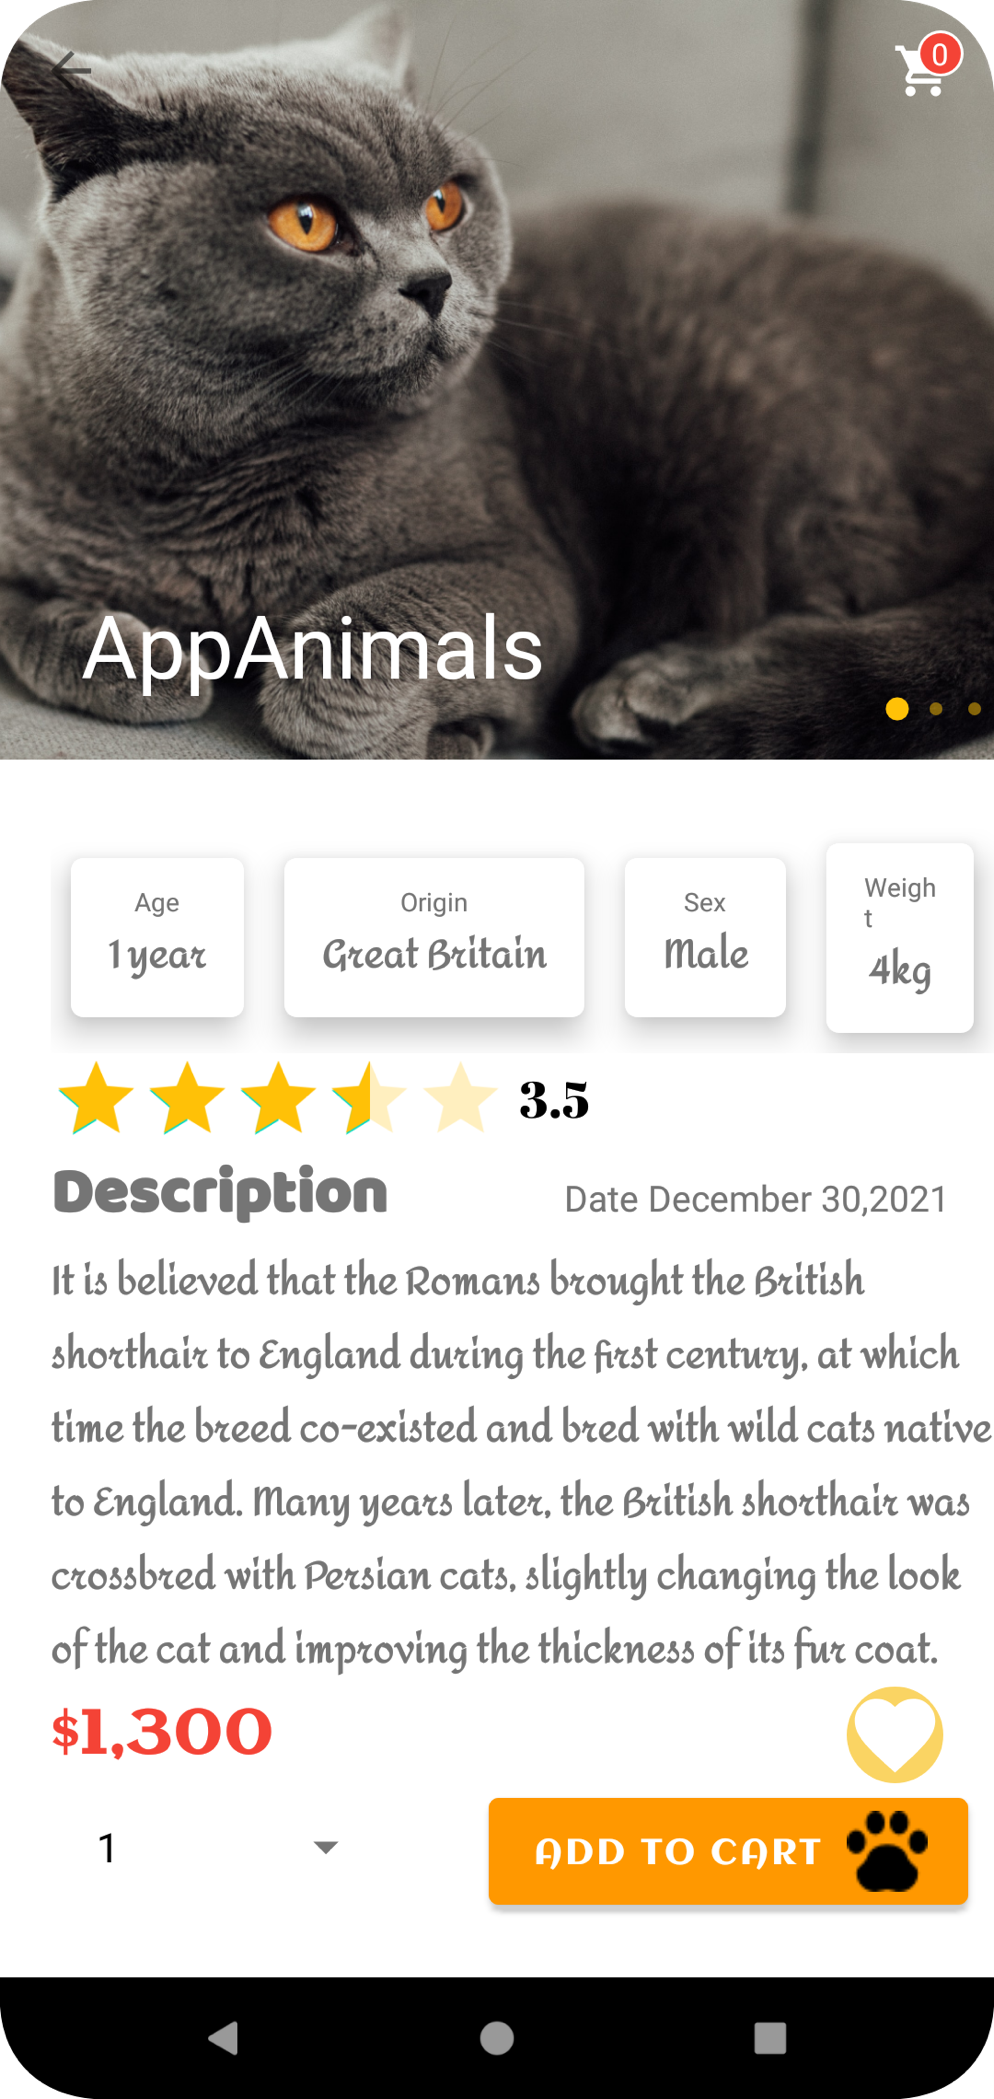 0
AppAnimals
Age
1 year
Origin
Great Britain
Sex
Male
Weigh
t
4kg
3.5
Description
Date December 30,2021
It is believed that the Romans brought the British
shorthair to England during the first century, at which
time the breed co-existed and bred with wild cats native
to England. Many years later, the British shorthair was
crossbred with Persian cats, slightly changing the look
of the cat and improving the thickness of its fur coat.
$1,300
1
ADD TO CART